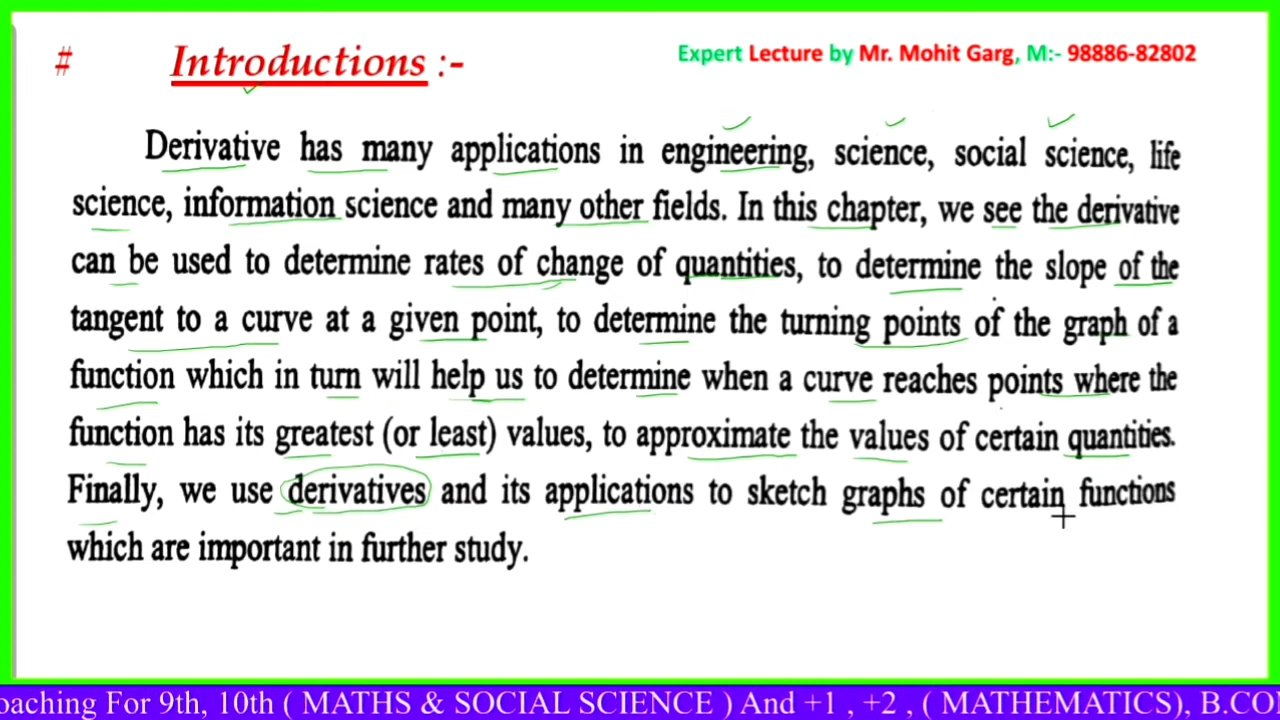 # Introductions :-
Expert Lecture by Mr. Mohit Garg, M:- 98886-82802
Derivative has many applications in engineering, science, social science, life
science, information science and many other fields. In this chapter, we see the derivative
can be used to determine rates of change of quantities, to determine the slope of the
tangent to a curve at a given point, to determine the turning points of the graph of a
function which in turn will help us to determine when a curve reaches points where the
function has its greatest (or least) values, to approximate the values of certain quantities.
Finally, we use derivatives and its applications to sketch graphs of certain functions
which are important in further study.
oaching For 9th, 10th ( MATHS & SOCIAL SCIENCE ) And +1 , +2 , ( MATHEMATICS), B.CO